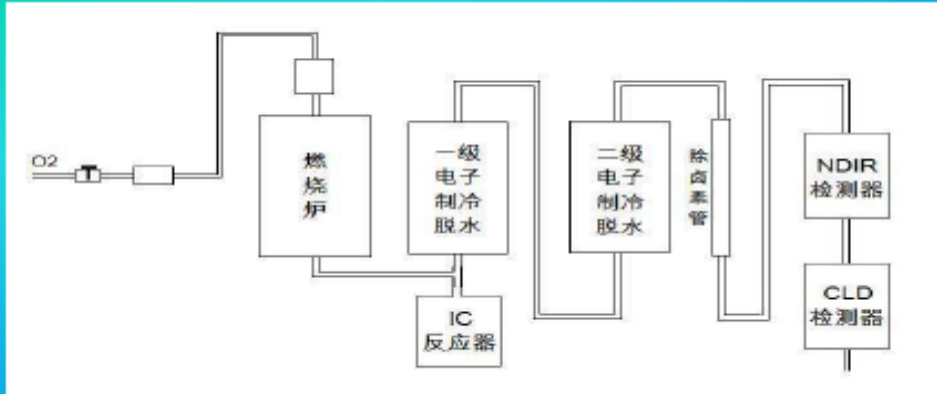 O2
燃
烧
炉
一级
电子
制冷
脱水
IC
反应器
二级
电子
制冷
脱水
除
卤
素
管
NDIR
检测器
CLD
检测器